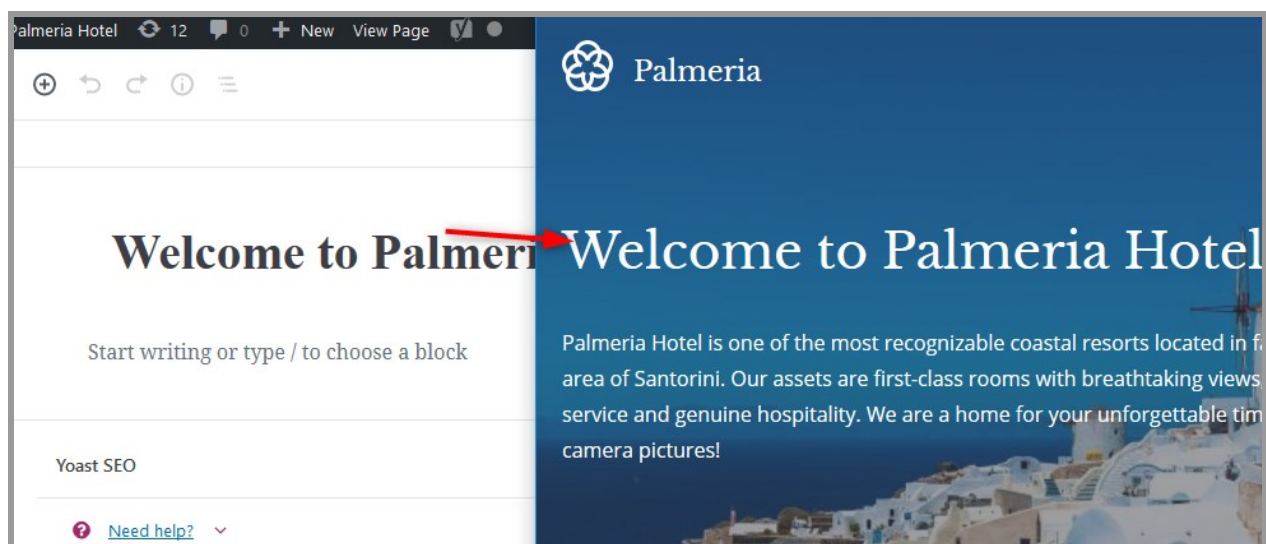 Palmeria Hotel 12 0 + New View Page
Welcome to Palmeri
Start writing or type / to choose a block
Yoast SEO
? Need help?
Palmeria
Welcome to Palmeria Hotel
Palmeria Hotel is one of the most recognizable coastal resorts located in
area of Santorini. Our assets are first-class rooms with breathtaking views,
service and genuine hospitality. We are a home for your unforgettable tim
camera pictures!